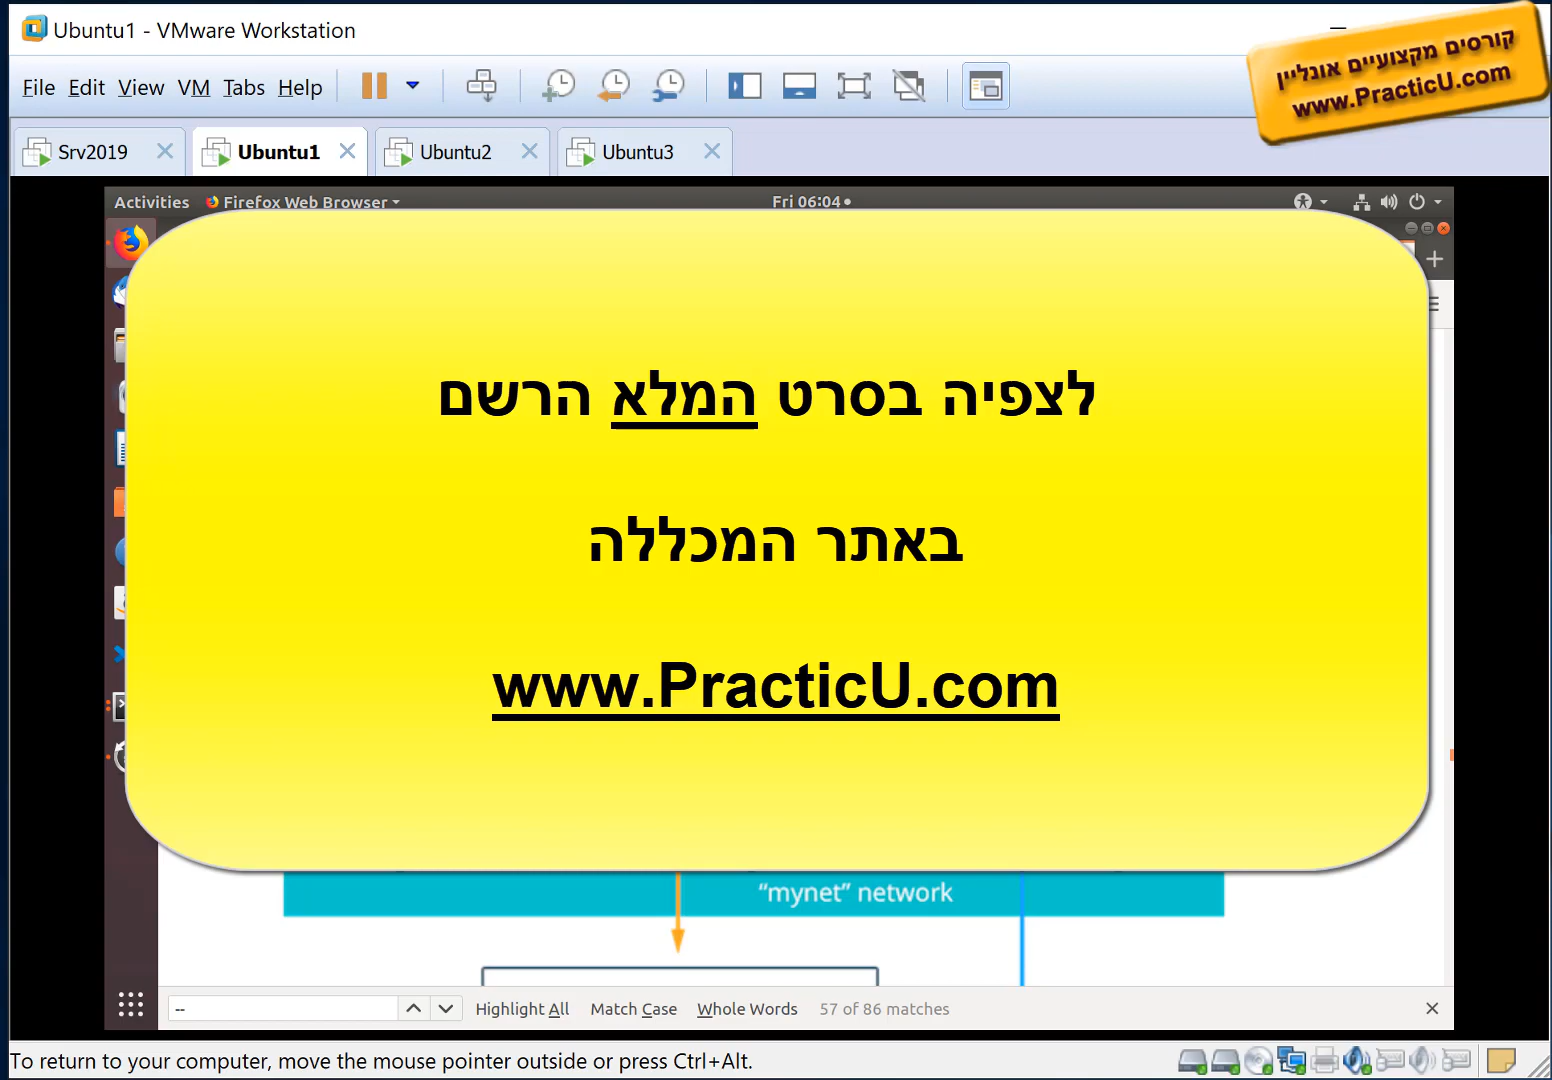 Ubuntu1 - VMware Workstation
קורסים מקצועיים אונליין
www.PracticU.com
File Edit View VM Tabs Help
Srv2019 Ubuntu1 Ubuntu2 Ubuntu3
Activities Firefox Web Browser Fri 06:04
לצפיה בסרט המלא הרשם
באתר המכללה
www.PracticU.com
“mynet” network
-- Highlight All Match Case Whole Words 57 of 86 matches
To return to your computer, move the mouse pointer outside or press Ctrl+Alt.